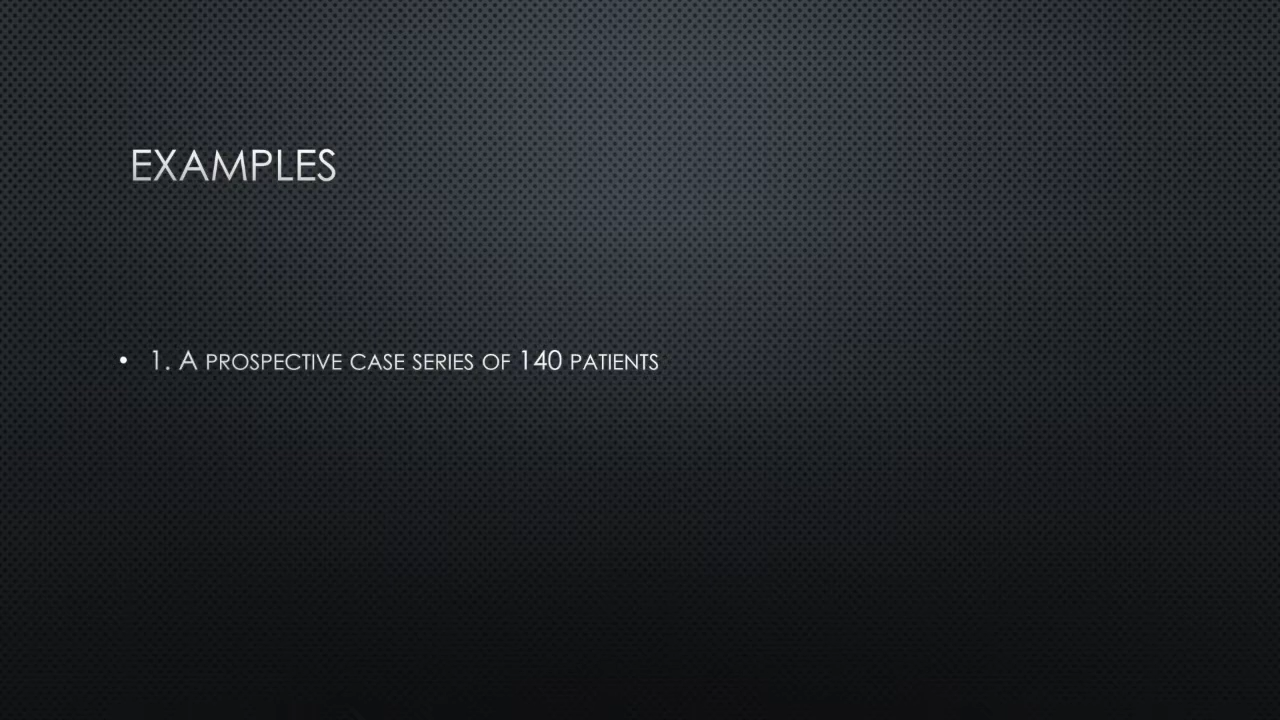 EXAMPLES
• 1. A PROSPECTIVE CASE SERIES OF 140 PATIENTS